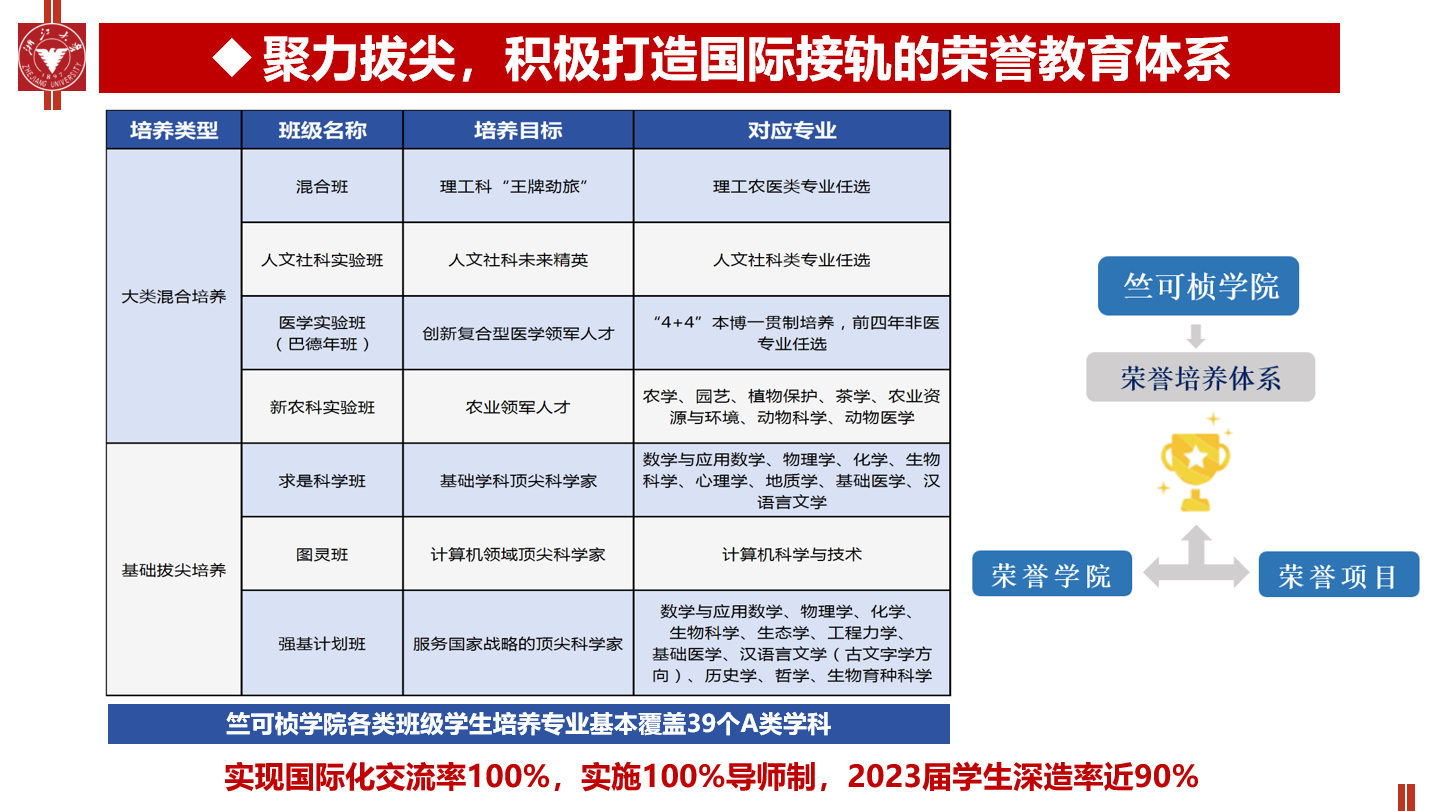 浙江大学
1897
ZHEJIANG UNIVERSITY
◆ 聚力拔尖，积极打造国际接轨的荣誉教育体系
培养类型
班级名称
培养目标
对应专业
大类混合培养
混合班
理工科“王牌劲旅”
理工农医类专业任选
人文社科实验班
人文社科未来精英
人文社科类专业任选
医学实验班
（巴德年班）
创新复合型医学领军人才
“4+4”本博一贯制培养，前四年非医
专业任选
新农科实验班
农业领军人才
农学、园艺、植物保护、茶学、农业资
源与环境、动物科学、动物医学
基础拔尖培养
求是科学班
基础学科顶尖科学家
数学与应用数学、物理学、化学、生物
科学、心理学、地质学、基础医学、汉
语言文学
图灵班
计算机领域顶尖科学家
计算机科学与技术
强基计划班
服务国家战略的顶尖科学家
数学与应用数学、物理学、化学、
生物科学、生态学、工程力学、
基础医学、汉语言文学（古文字学方
向）、历史学、哲学、生物育种科学
竺可桢学院各类班级学生培养专业基本覆盖39个A类学科
竺可桢学院
荣誉培养体系
荣誉学院
荣誉项目
实现国际化交流率100%，实施100%导师制，2023届学生深造率近90%